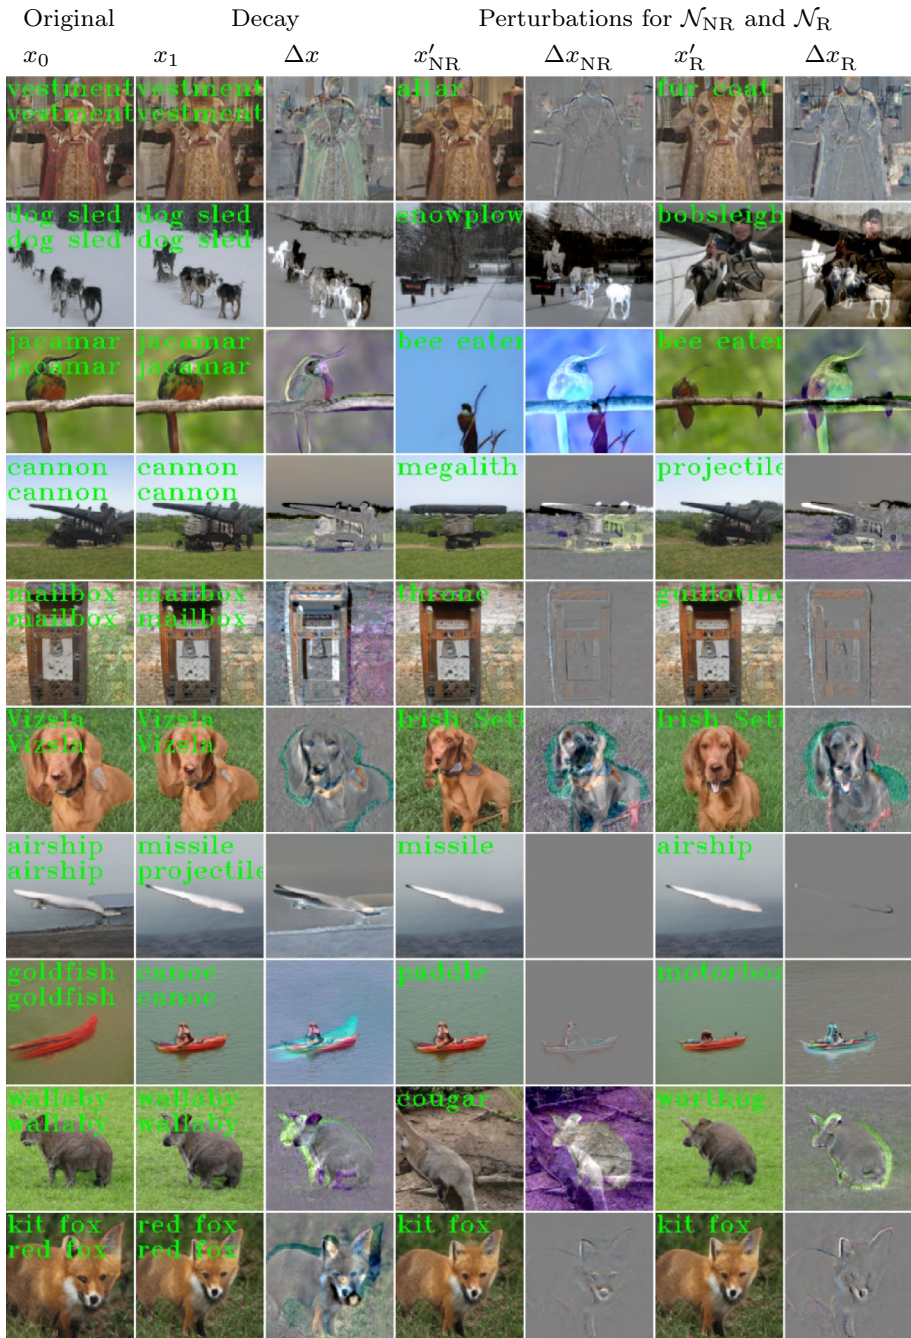 Original Decay Perturbations for 𝒩NR and 𝒩R
x₀ x₁ Δx x′NR ΔxNR x′R ΔxR
vestment vestment altar fur coat
vestment vestment
dog sled dog sled snowplow bobsleigh
dog sled dog sled
jacamar jacamar bee eater bee eater
jacamar jacamar
cannon cannon megalith projectile
cannon cannon
mailbox mailbox throne guillotine
mailbox mailbox
Vizsla Vizsla Irish Sett Irish Sett
Vizsla Vizsla
airship missile missile airship
airship projectile
goldfish canoe paddle motorboa
goldfish canoe
wallaby wallaby cougar warthog
wallaby wallaby
kit fox red fox kit fox kit fox
red fox red fox